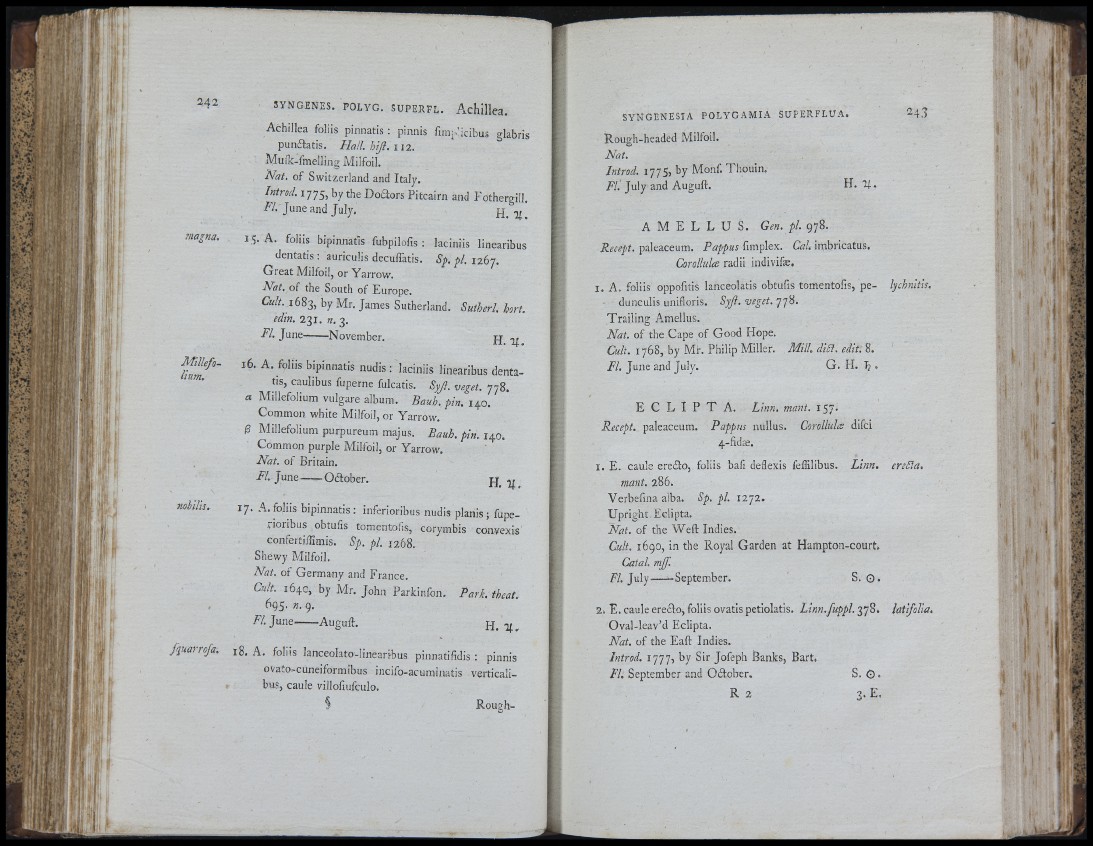 242 SYNGENES. POLYG. SUPERFL. Achillea.
Achillea foliis pinnatis : pinnis ſimplicibus glabris
punctatis. Hall. hiſt. 112.
Muſk-ſmelling Milfoil.
Nat. of Switzerland and Italy.
Introd. 1775, by the Doctors Pitcairn and Fothergill.
Fl. June and July. H. ♃.
magna. 15. A. foliis bipinnatis ſubpiloſis : laciniis linearibus
dentatis : auriculis decuſſatis. Sp. pl. 1267.
Great Milfoil, or Yarrow.
Nat. of the South of Europe.
Cult. 1683, by Mr. James Sutherland. Sutherl. hort.
edin. 231. n. 3.
Fl. June——November. H. ♃.
Millefo- 16. A. foliis bipinnatis nudis : laciniis linearibus denta-
lium. tis, caulibus ſuperne ſulcatis. Syſt. veget. 778.
α Millefolium vulgare album. Bauh. pin. 140.
Common white Milfoil, or Yarrow.
β Millefolium purpureum majus. Bauh. pin. 140.
Common purple Milfoil, or Yarrow.
Nat. of Britain.
Fl. June——October. H. ♃.
nobilis. 17. A. foliis bipinnatis : inferioribus nudis planis ; ſupe-
rioribus obtuſis tomentoſis, corymbis convexis
confertiſſimis. Sp. pl. 1268.
Shewy Milfoil.
Nat. of Germany and France.
Cult. 1640, by Mr. John Parkinſon. Park. theat.
695. n. 9.
Fl. June——Auguſt. H. ♃.
ſquarroſa. 18. A. foliis lanceolato-linearibus pinnatifidis : pinnis
ovato-cuneiformibus inciſo-acuminatis verticali-
bus, caule villoſiuſculo.
§ Rough-
SYNGENESIA POLYGAMIA SUPERFLUA. 243
Rough-headed Milfoil.
Nat.
Introd. 1775, by Monſ. Thouin.
Fl. July and Auguſt. H. ♃.
AMELLUS. Gen. pl. 978.
Recept. paleaceum. Pappus ſimplex. Cal. imbricatus.
Corollulæ radii indiviſæ.
1. A. foliis oppoſitis lanceolatis obtuſis tomentoſis, pe- lychnitis.
dunculis unifloris. Syſt. veget. 778.
Trailing Amellus.
Nat. of the Cape of Good Hope.
Cult. 1768, by Mr. Philip Miller. Mill. dict. edit. 8.
Fl. June and July. G. H. ♄.
ECLIPTA. Linn. mant. 157.
Recept. paleaceum. Pappus nullus. Corollulæ diſci
4-fidæ.
1. E. caule erecto, foliis baſi deflexis ſeſſilibus. Linn. erecta.
mant. 286.
Verbeſina alba. Sp. pl. 1272.
Upright Eclipta.
Nat. of the Weſt Indies.
Cult. 1690, in the Royal Garden at Hampton-court.
Catal. mſſ.
Fl. July——September. S. ☉.
2. E. caule erecto, foliis ovatis petiolatis. Linn. ſuppl. 378. latifolia.
Oval-leav'd Eclipta.
Nat. of the Eaſt Indies.
Introd. 1777, by Sir Joſeph Banks, Bart.
Fl. September and October. S. ☉.
R 2 3. E.